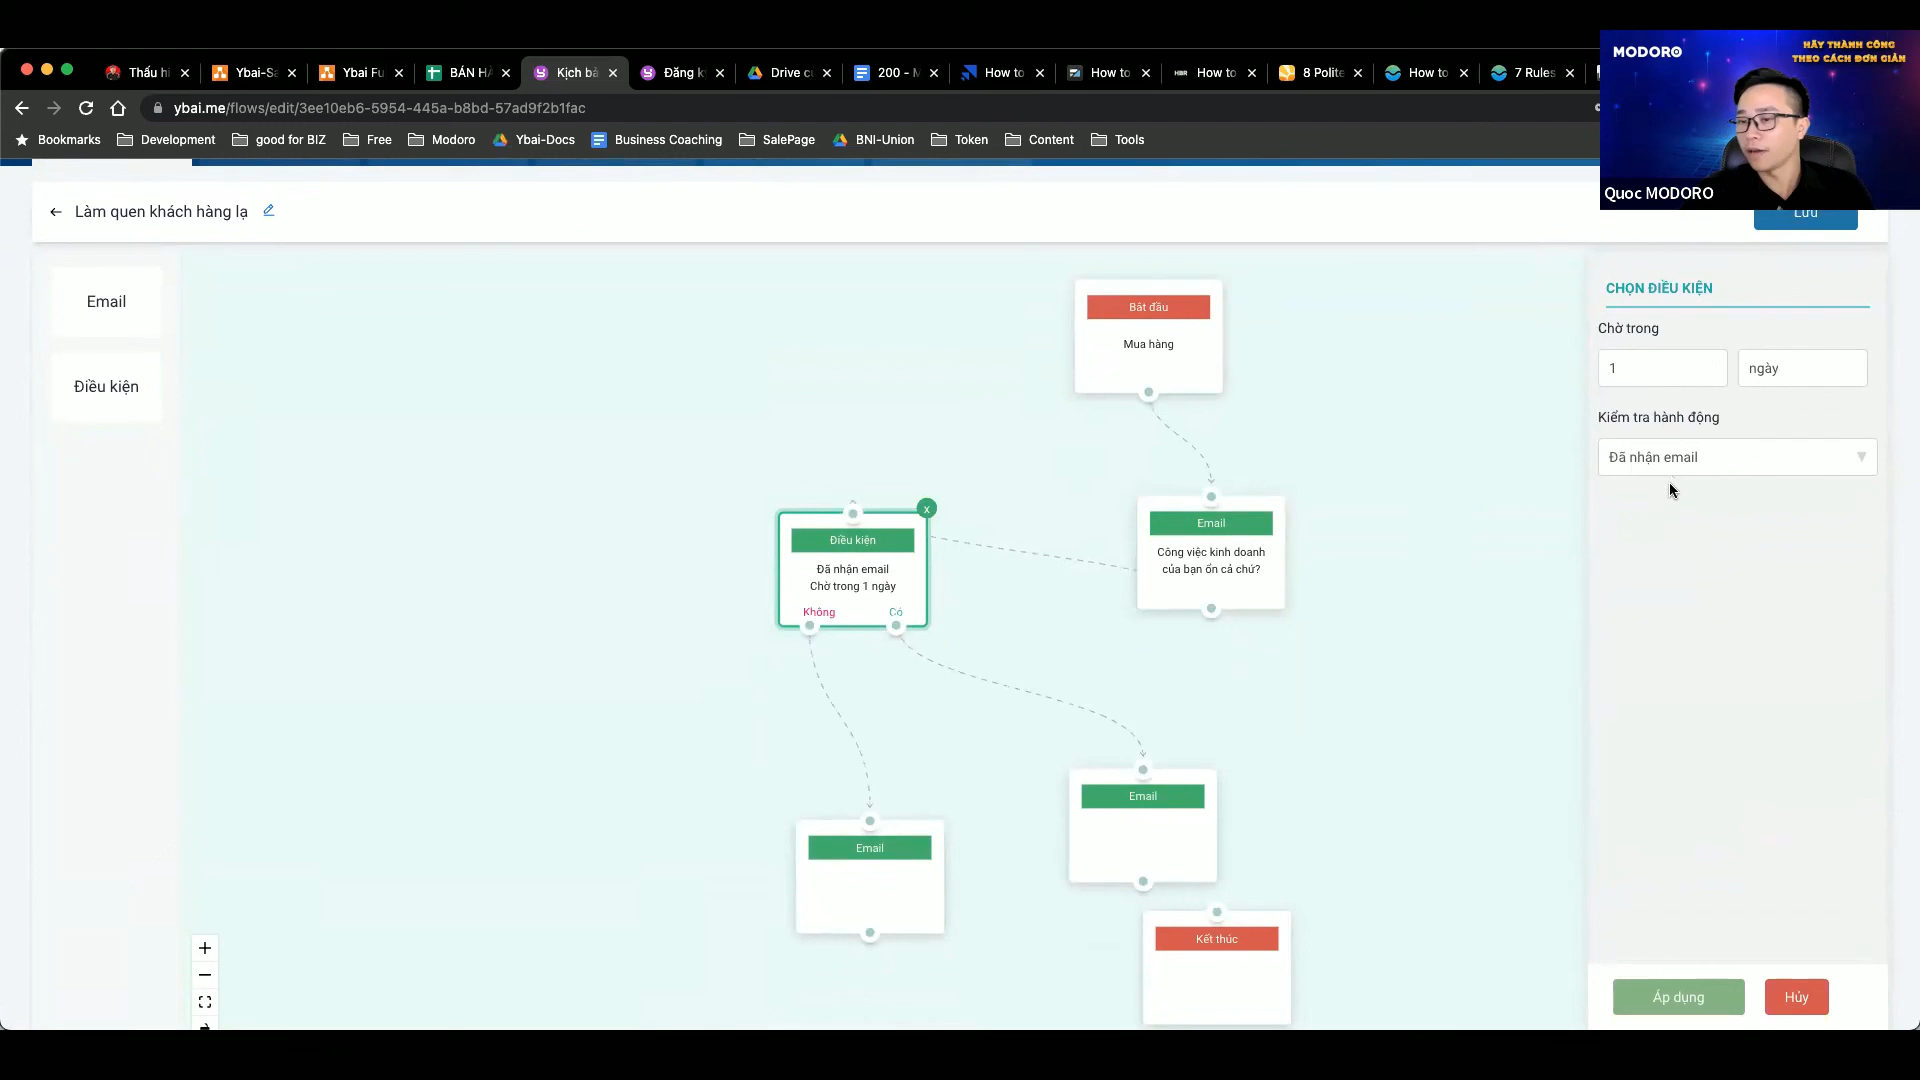 Thấu hi
Ybai-Sa
Ybai Fu
BÁN HÀ
Kịch bả
Đăng k
Drive c
200 - M
How to
How to
HBR
How to
8 Polite
How to
7 Rules
ybai.me/flows/edit/3ee10eb6-5954-445a-b8bd-57ad9f2b1fac
Bookmarks
Development
good for BIZ
Free
Modoro
Ybai-Docs
Business Coaching
SalePage
BNI-Union
Token
Content
Tools
MODORO
HÃY THÀNH CÔNG
THEO CÁCH ĐƠN GIẢN
Quoc MODORO
Làm quen khách hàng lạ
Lưu
Email
Điều kiện
Bắt đầu
Mua hàng
Email
Công việc kinh doanh
của bạn ổn cả chứ?
x
Điều kiện
Đã nhận email
Chờ trong 1 ngày
Không
Có
Email
Email
Kết thúc
CHỌN ĐIỀU KIỆN
Chờ trong
1
ngày
Kiểm tra hành động
Đã nhận email
Áp dụng
Hủy